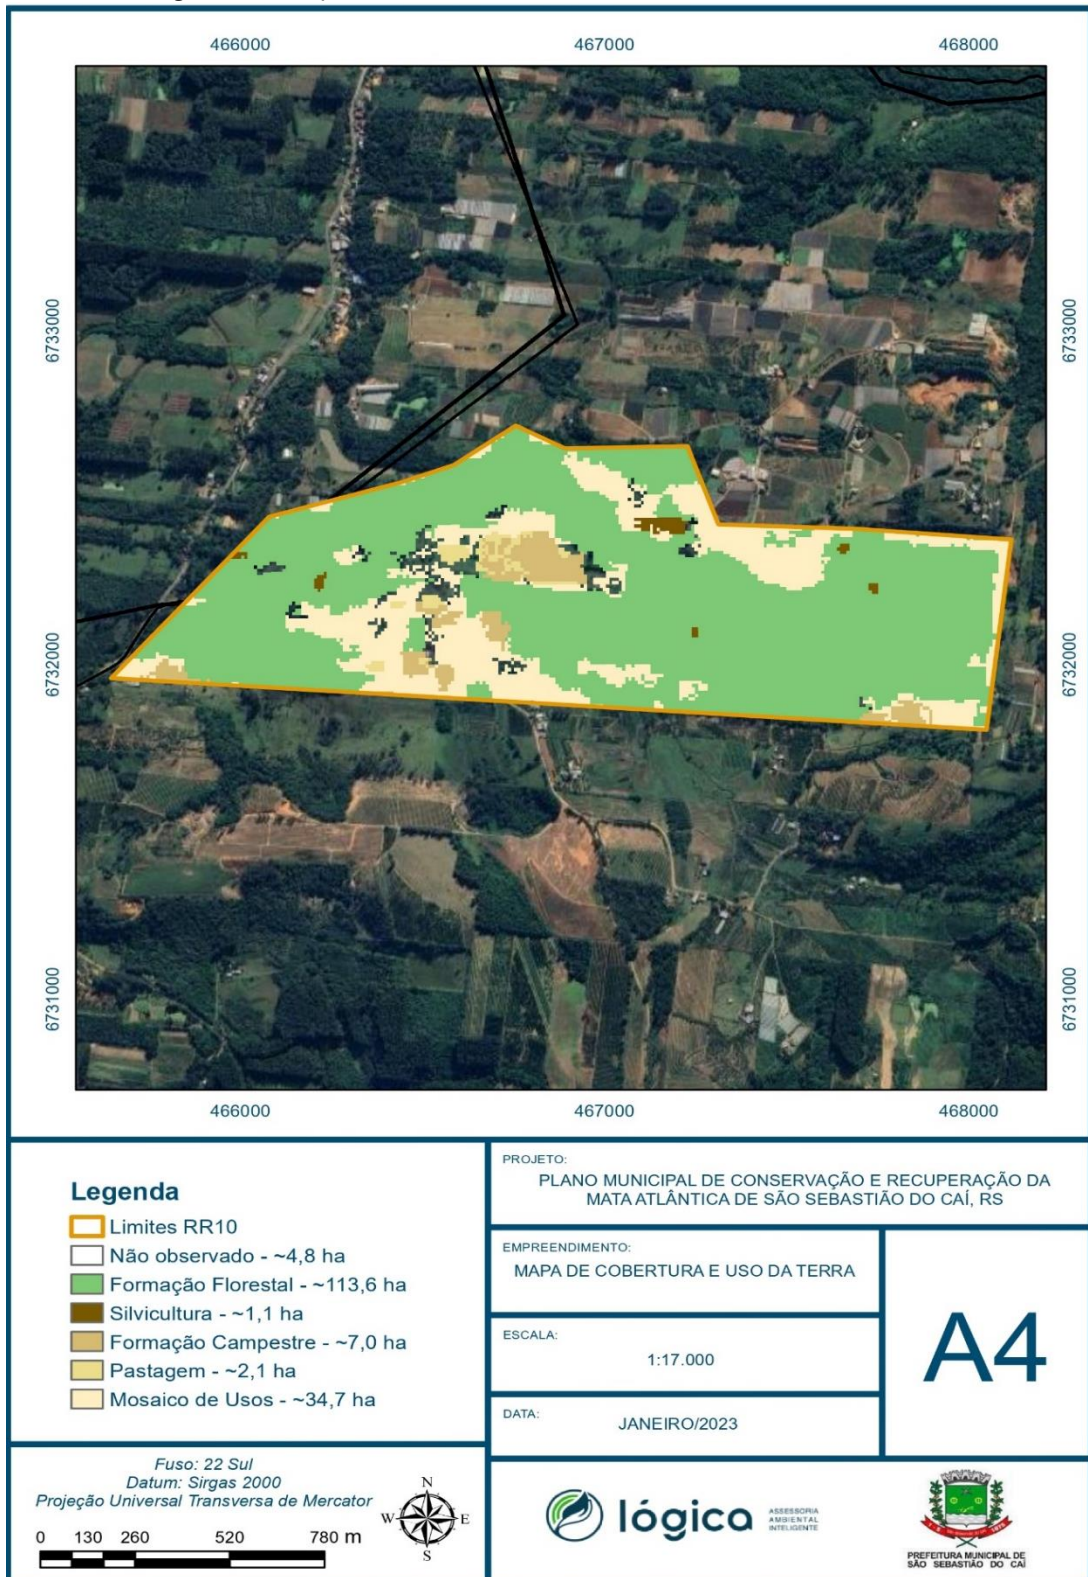 466000 467000 468000
6733000 6733000
6732000 6732000
6731000 6731000
466000 467000 468000
Legenda
Limites RR10
Não observado - ~4,8 ha
Formação Florestal - ~113,6 ha
Silvicultura - ~1,1 ha
Formação Campestre - ~7,0 ha
Pastagem - ~2,1 ha
Mosaico de Usos - ~34,7 ha
Fuso: 22 Sul
Datum: Sirgas 2000
Projeção Universal Transversa de Mercator
0 130 260 520 780 m
N
W E
S
PROJETO:
PLANO MUNICIPAL DE CONSERVAÇÃO E RECUPERAÇÃO DA
MATA ATLÂNTICA DE SÃO SEBASTIÃO DO CAÍ, RS
EMPREENDIMENTO:
MAPA DE COBERTURA E USO DA TERRA
ESCALA:
1:17.000
DATA:
JANEIRO/2023
A4
lógica
ASSESSORIA
AMBIENTAL
INTELIGENTE
PREFEITURA MUNICIPAL DE
SÃO SEBASTIÃO DO CAÍ